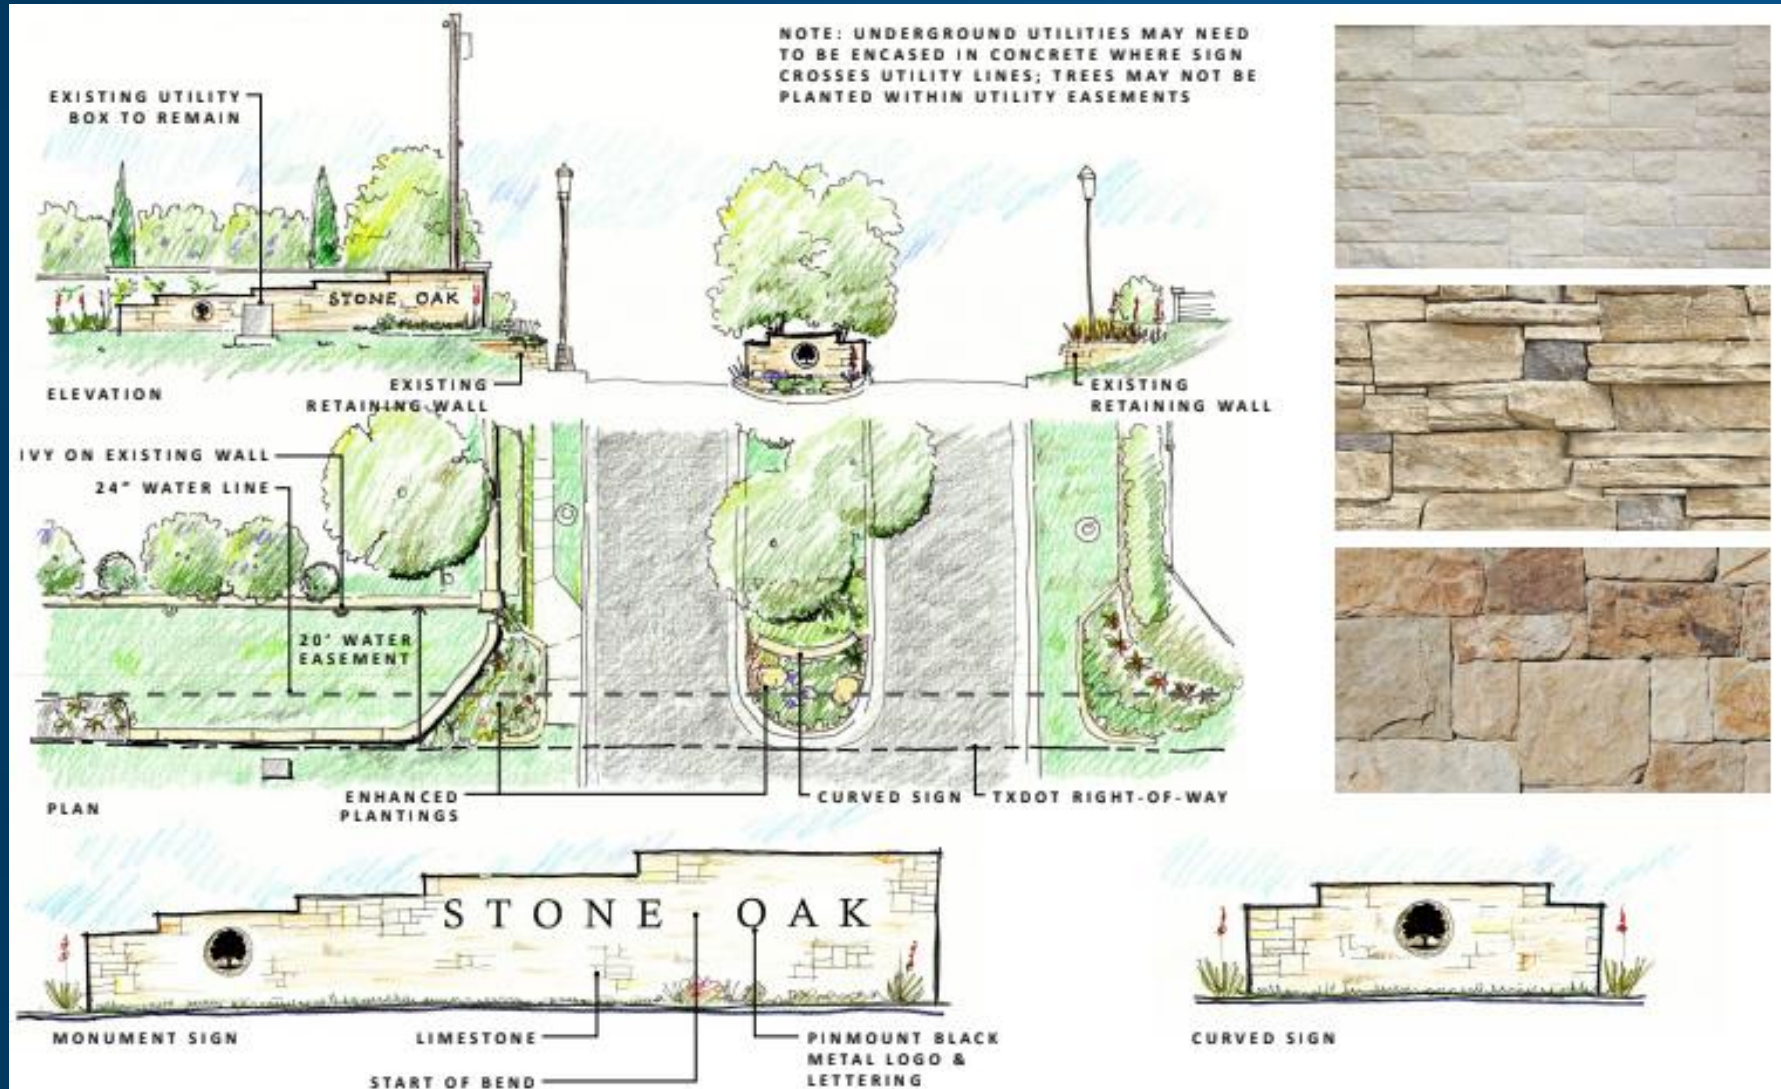 NOTE: UNDERGROUND UTILITIES MAY NEED
TO BE ENCASED IN CONCRETE WHERE SIGN
CROSSES UTILITY LINES; TREES MAY NOT BE
PLANTED WITHIN UTILITY EASEMENTS
EXISTING UTILITY
BOX TO REMAIN
STONE OAK
ELEVATION
EXISTING
RETAINING WALL
EXISTING
RETAINING WALL
IVY ON EXISTING WALL
24" WATER LINE
20' WATER
EASEMENT
PLAN
ENHANCED
PLANTINGS
CURVED SIGN
TXDOT RIGHT-OF-WAY
STONE OAK
MONUMENT SIGN
LIMESTONE
START OF BEND
PINMOUNT BLACK
METAL LOGO &
LETTERING
CURVED SIGN